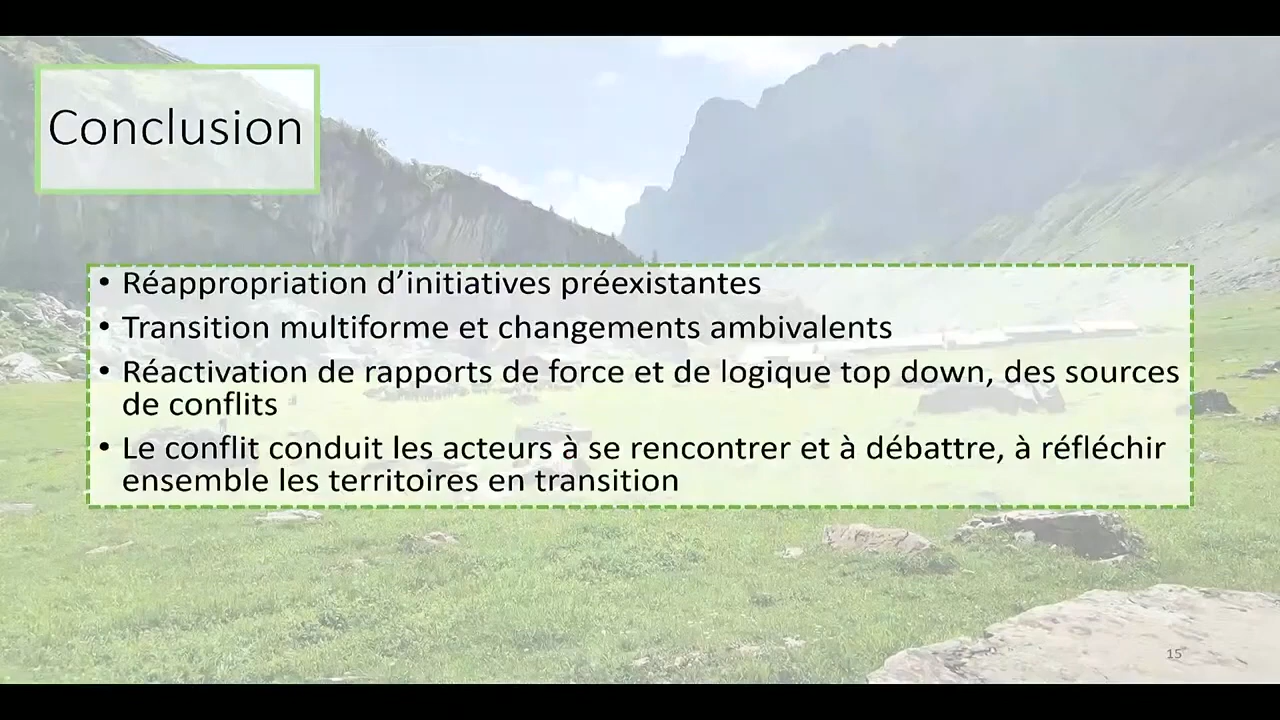 Conclusion
• Réappropriation d’initiatives préexistantes
• Transition multiforme et changements ambivalents
• Réactivation de rapports de force et de logique top down, des sources
de conflits
• Le conflit conduit les acteurs à se rencontrer et à débattre, à réfléchir
ensemble les territoires en transition
15